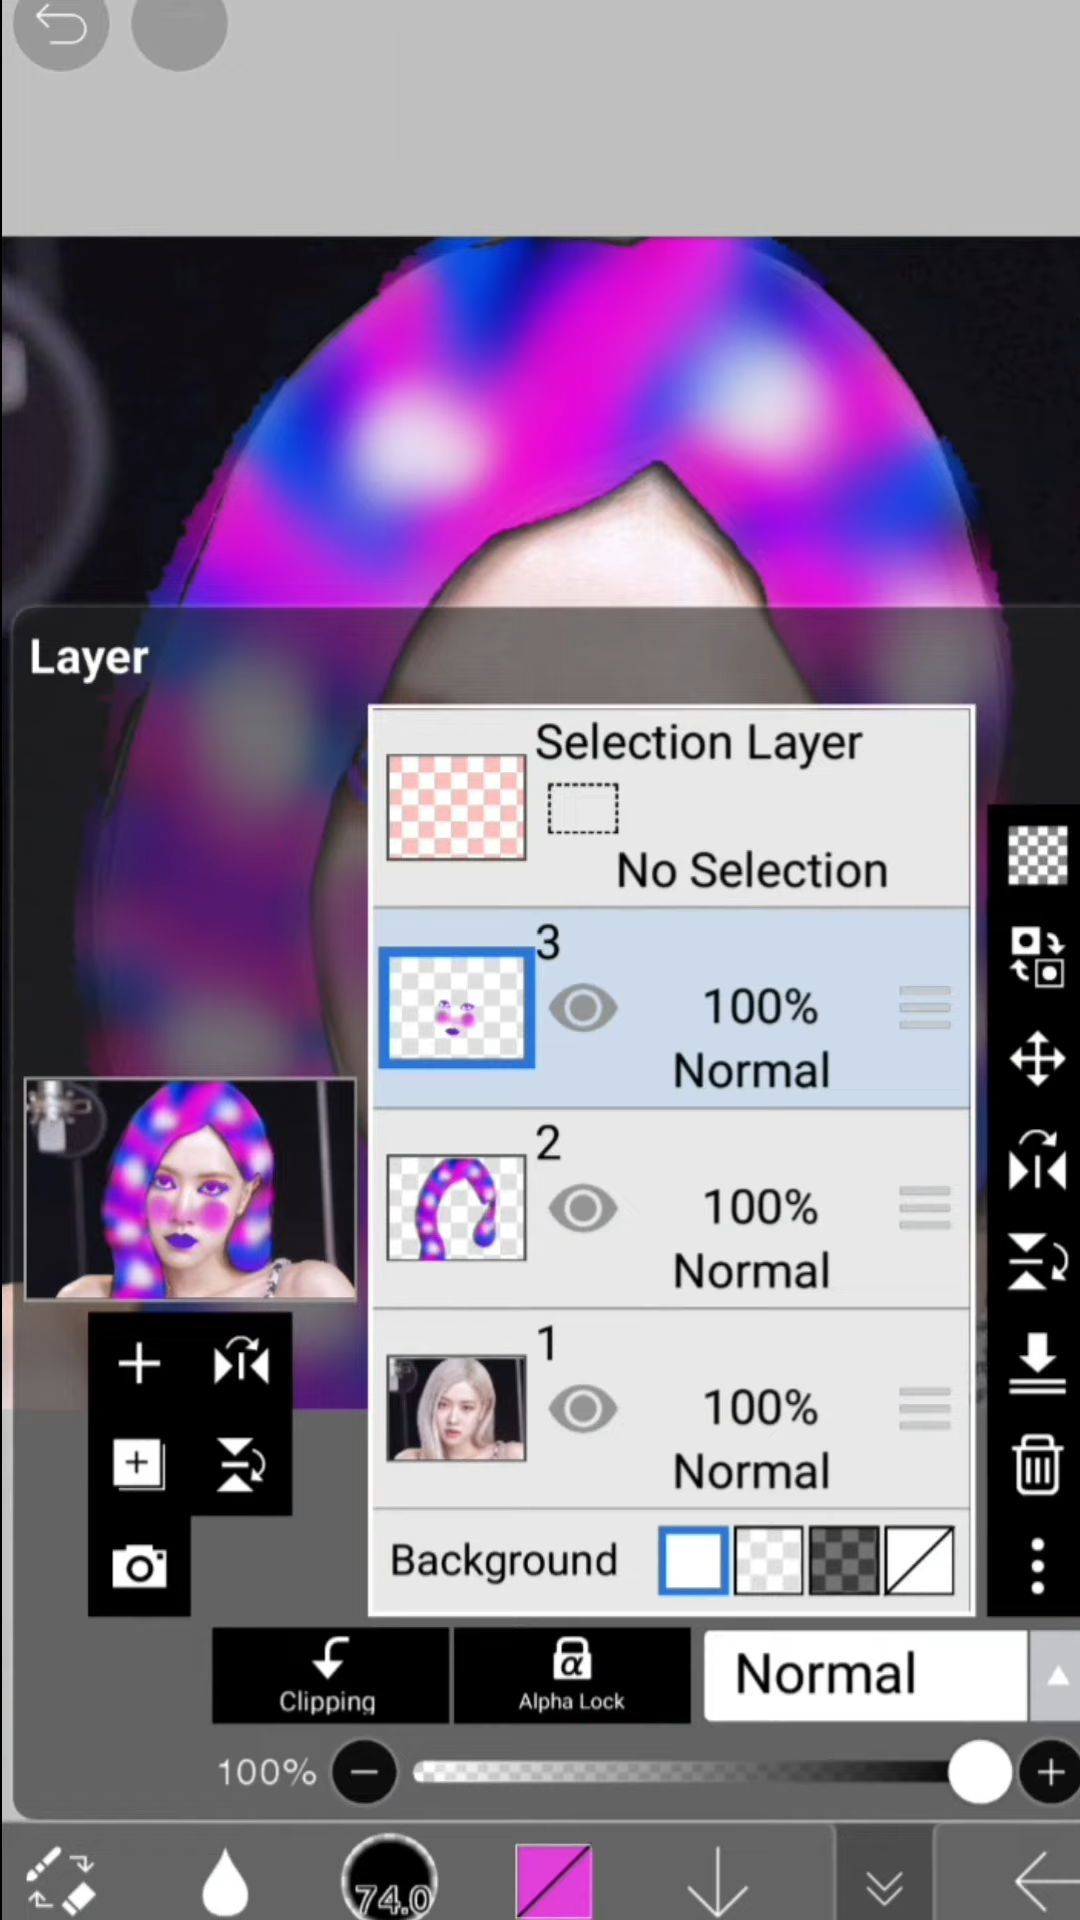 Layer
Selection Layer
No Selection
3
100%
Normal
2
100%
Normal
1
100%
Normal
Background
Clipping
α
Alpha Lock
Normal
100%
74.0